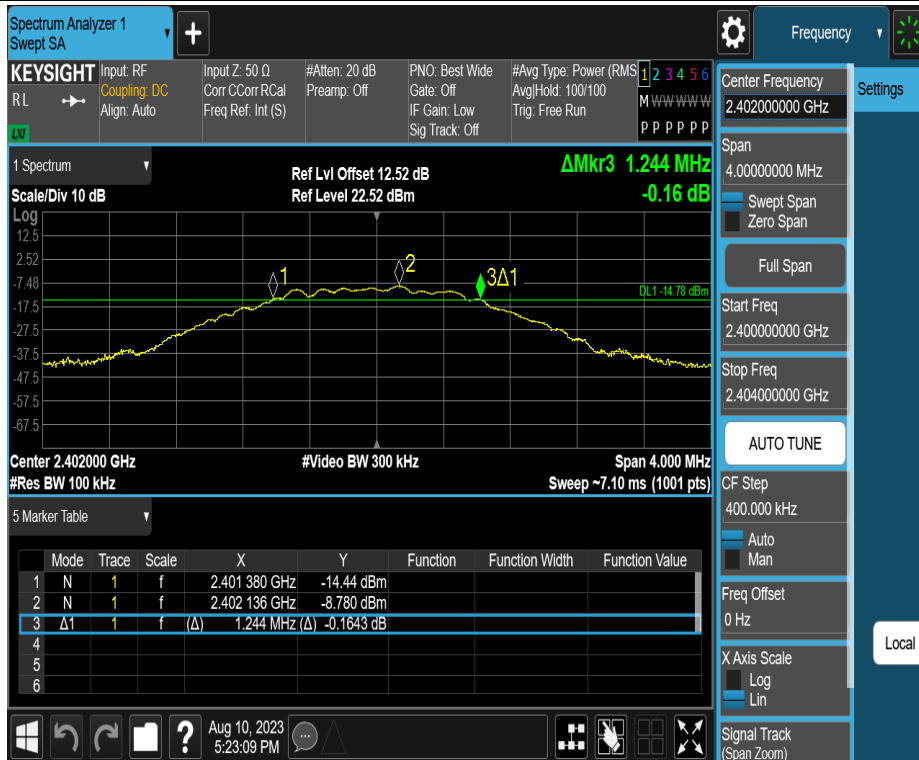 Spectrum Analyzer 1
Swept SA
+
Frequency
KEYSIGHT
R L
LXI
Input: RF
Coupling: DC
Align: Auto
Input Z: 50 Ω
Corr CCorr RCal
Freq Ref: Int (S)
#Atten: 20 dB
Preamp: Off
PNO: Best Wide
Gate: Off
IF Gain: Low
Sig Track: Off
#Avg Type: Power (RMS
Avg|Hold: 100/100
Trig: Free Run
1 2 3 4 5 6
M W W W W W
P P P P P P
1 Spectrum
Scale/Div 10 dB
Log
Ref Lvl Offset 12.52 dB
Ref Level 22.52 dBm
ΔMkr3 1.244 MHz
-0.16 dB
12.5
2.52
-7.48
-17.5
-27.5
-37.5
-47.5
-57.5
-67.5
1
2
3Δ1
DL1 -14.78 dBm
Center 2.402000 GHz
#Video BW 300 kHz
Span 4.000 MHz
#Res BW 100 kHz
Sweep ~7.10 ms (1001 pts)
5 Marker Table
Mode Trace Scale X Y Function Function Width Function Value
1 N 1 f 2.401 380 GHz -14.44 dBm
2 N 1 f 2.402 136 GHz -8.780 dBm
3 Δ1 1 f (Δ) 1.244 MHz (Δ) -0.1643 dB
4
5
6
?
Aug 10, 2023
5:23:09 PM
Center Frequency
2.402000000 GHz
Settings
Span
4.00000000 MHz
Swept Span
Zero Span
Full Span
Start Freq
2.400000000 GHz
Stop Freq
2.404000000 GHz
AUTO TUNE
CF Step
400.000 kHz
Auto
Man
Freq Offset
0 Hz
Local
X Axis Scale
Log
Lin
Signal Track
(Span Zoom)